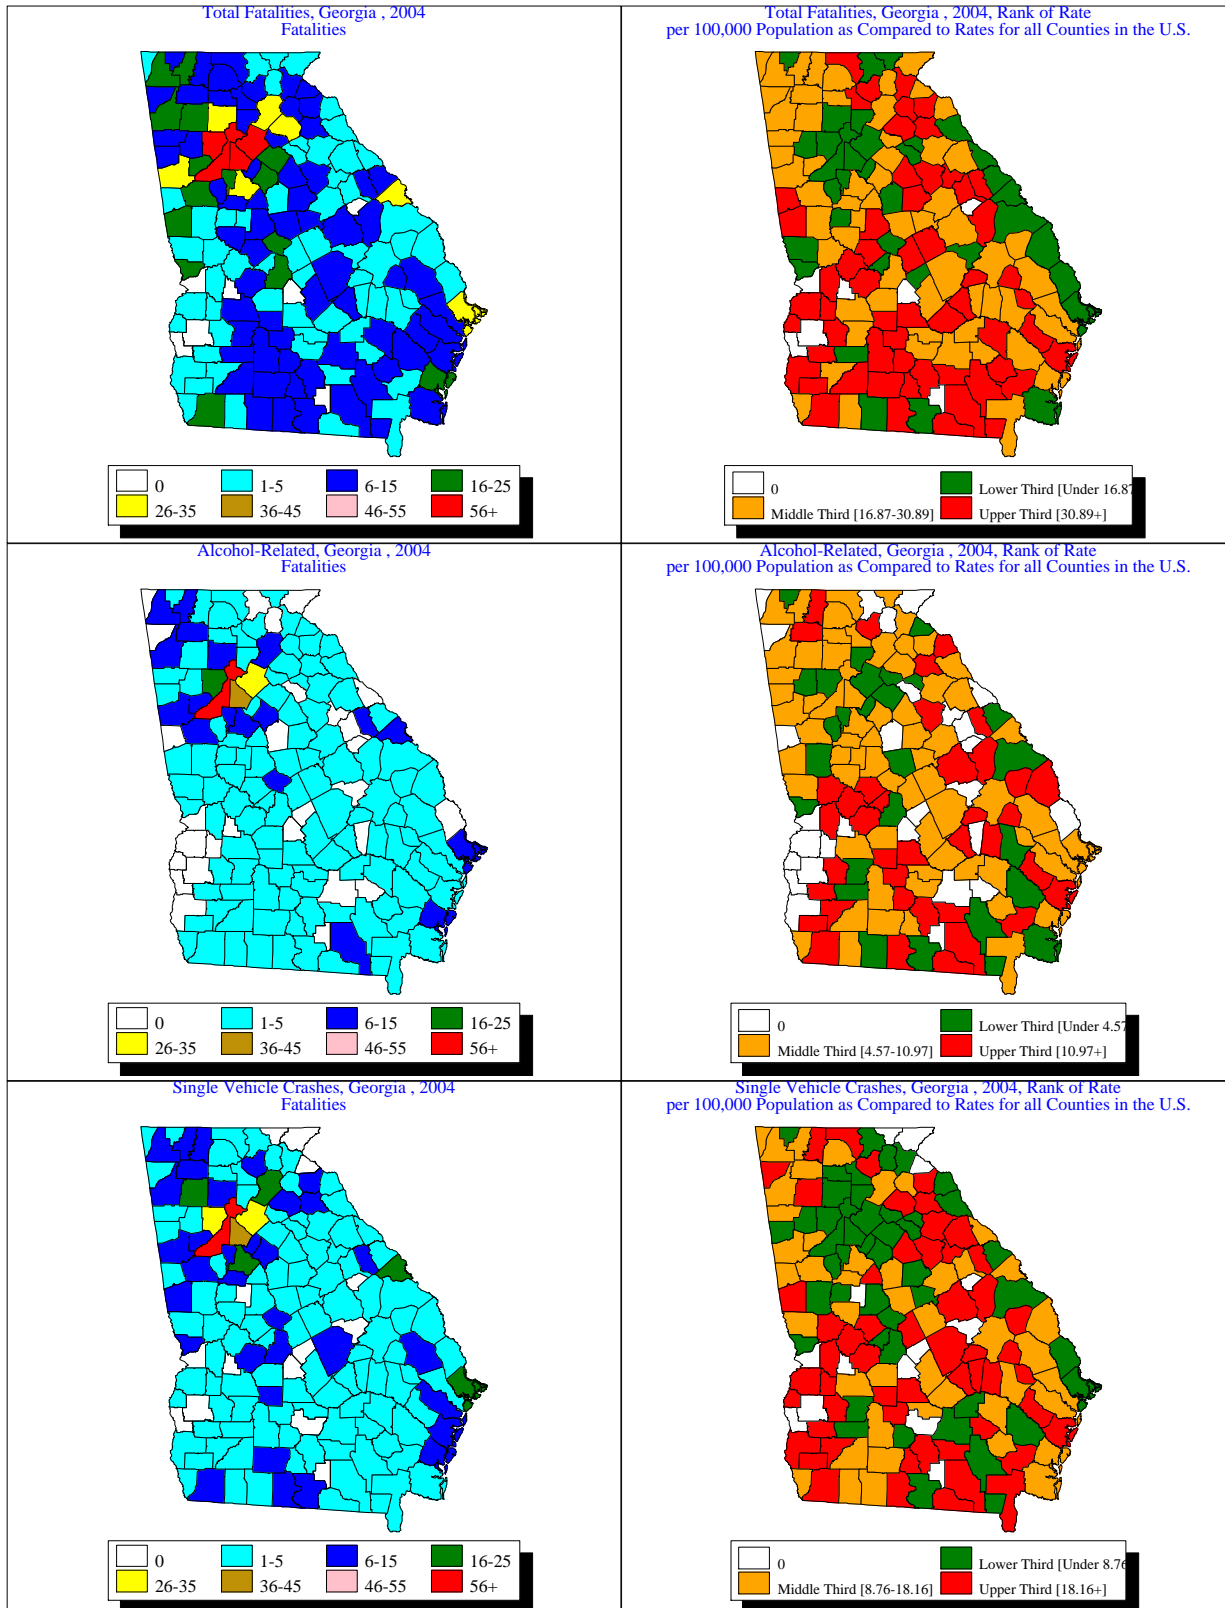 Total Fatalities, Georgia , 2004
Fatalities
0
1-5
6-15
16-25
26-35
36-45
46-55
56+
Total Fatalities, Georgia , 2004, Rank of Rate
per 100,000 Population as Compared to Rates for all Counties in the U.S.
0
Lower Third [Under 16.87
Middle Third [16.87-30.89]
Upper Third [30.89+]
Alcohol-Related, Georgia , 2004
Fatalities
0
1-5
6-15
16-25
26-35
36-45
46-55
56+
Alcohol-Related, Georgia , 2004, Rank of Rate
per 100,000 Population as Compared to Rates for all Counties in the U.S.
0
Lower Third [Under 4.57
Middle Third [4.57-10.97]
Upper Third [10.97+]
Single Vehicle Crashes, Georgia , 2004
Fatalities
0
1-5
6-15
16-25
26-35
36-45
46-55
56+
Single Vehicle Crashes, Georgia , 2004, Rank of Rate
per 100,000 Population as Compared to Rates for all Counties in the U.S.
0
Lower Third [Under 8.76
Middle Third [8.76-18.16]
Upper Third [18.16+]